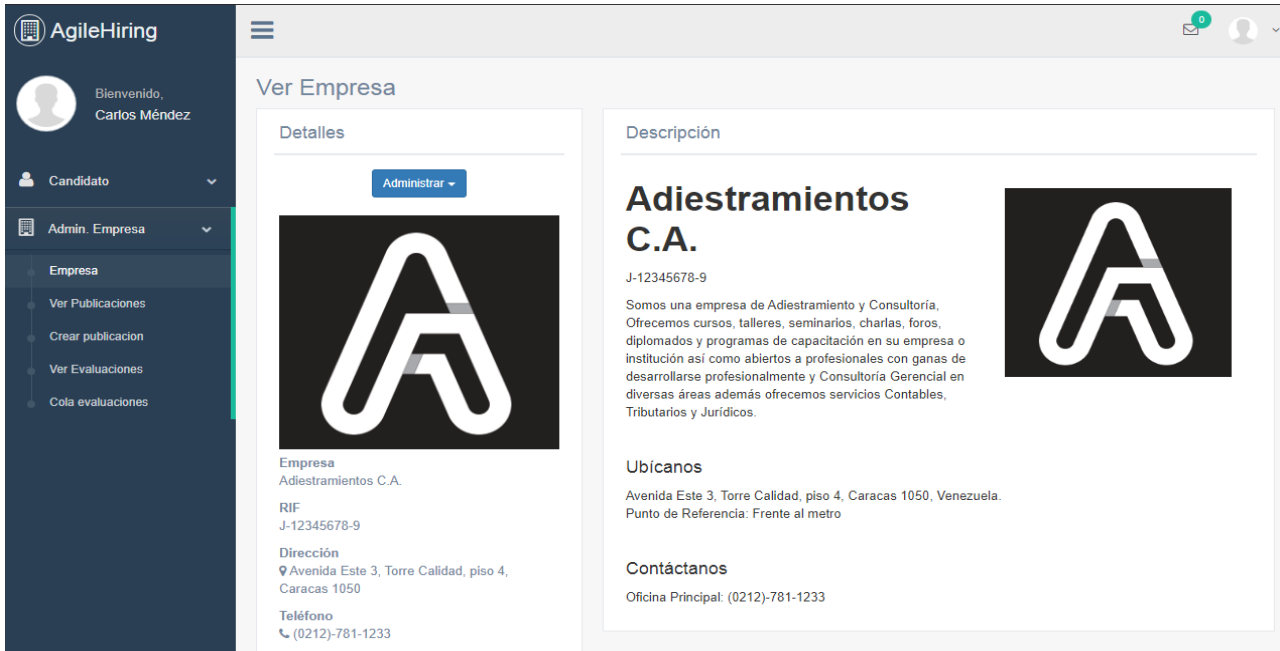 AgileHiring
0
Bienvenido,
Carlos Méndez
Candidato
Admin. Empresa
Empresa
Ver Publicaciones
Crear publicacion
Ver Evaluaciones
Cola evaluaciones
Ver Empresa
Detalles
Administrar
Empresa
Adiestramientos C.A.
RIF
J-12345678-9
Dirección
Avenida Este 3, Torre Calidad, piso 4,
Caracas 1050
Teléfono
(0212)-781-1233
Descripción
Adiestramientos
C.A.
J-12345678-9
Somos una empresa de Adiestramiento y Consultoría,
Ofrecemos cursos, talleres, seminarios, charlas, foros,
diplomados y programas de capacitación en su empresa o
institución así como abiertos a profesionales con ganas de
desarrollarse profesionalmente y Consultoría Gerencial en
diversas áreas además ofrecemos servicios Contables,
Tributarios y Jurídicos.
Ubícanos
Avenida Este 3, Torre Calidad, piso 4, Caracas 1050, Venezuela.
Punto de Referencia: Frente al metro
Contáctanos
Oficina Principal: (0212)-781-1233